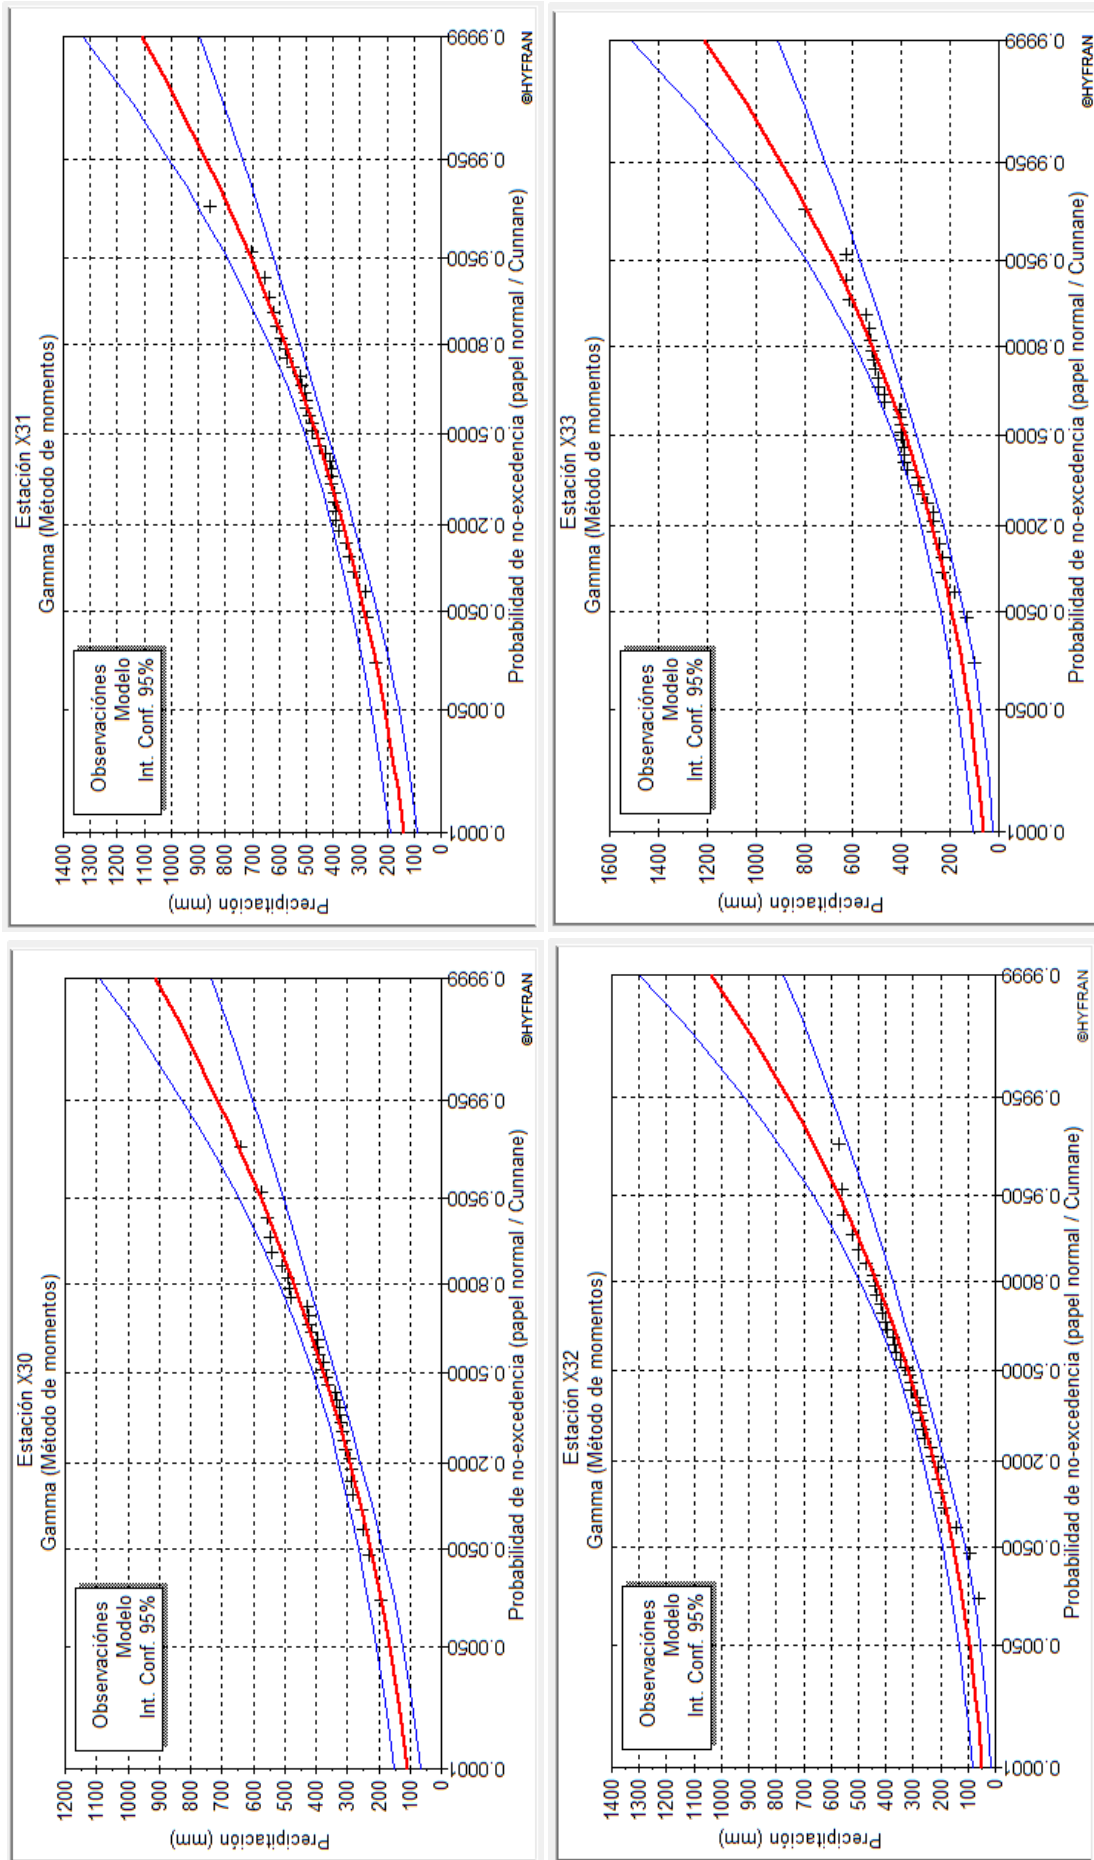 Estación X30
Gamma (Método de momentos)
Observaciónes
Modelo
Int. Conf. 95%
Precipitación (mm)
1200
1100
1000
900
800
700
600
500
400
300
200
100
0
0.0001
0.0050
0.0500
0.2000
0.5000
0.8000
0.9500
0.9950
0.9999
Probabilidad de no-excedencia (papel normal / Cunnane)
©HYFRAN
Estación X31
Gamma (Método de momentos)
Observaciónes
Modelo
Int. Conf. 95%
Precipitación (mm)
1400
1300
1200
1100
1000
900
800
700
600
500
400
300
200
100
0
0.0001
0.0050
0.0500
0.2000
0.5000
0.8000
0.9500
0.9950
0.9999
Probabilidad de no-excedencia (papel normal / Cunnane)
©HYFRAN
Estación X32
Gamma (Método de momentos)
Observaciónes
Modelo
Int. Conf. 95%
Precipitación (mm)
1400
1300
1200
1100
1000
900
800
700
600
500
400
300
200
100
0
0.0001
0.0050
0.0500
0.2000
0.5000
0.8000
0.9500
0.9950
0.9999
Probabilidad de no-excedencia (papel normal / Cunnane)
©HYFRAN
Estación X33
Gamma (Método de momentos)
Observaciónes
Modelo
Int. Conf. 95%
Precipitación (mm)
1600
1400
1200
1000
800
600
400
200
0
0.0001
0.0050
0.0500
0.2000
0.5000
0.8000
0.9500
0.9950
0.9999
Probabilidad de no-excedencia (papel normal / Cunnane)
©HYFRAN